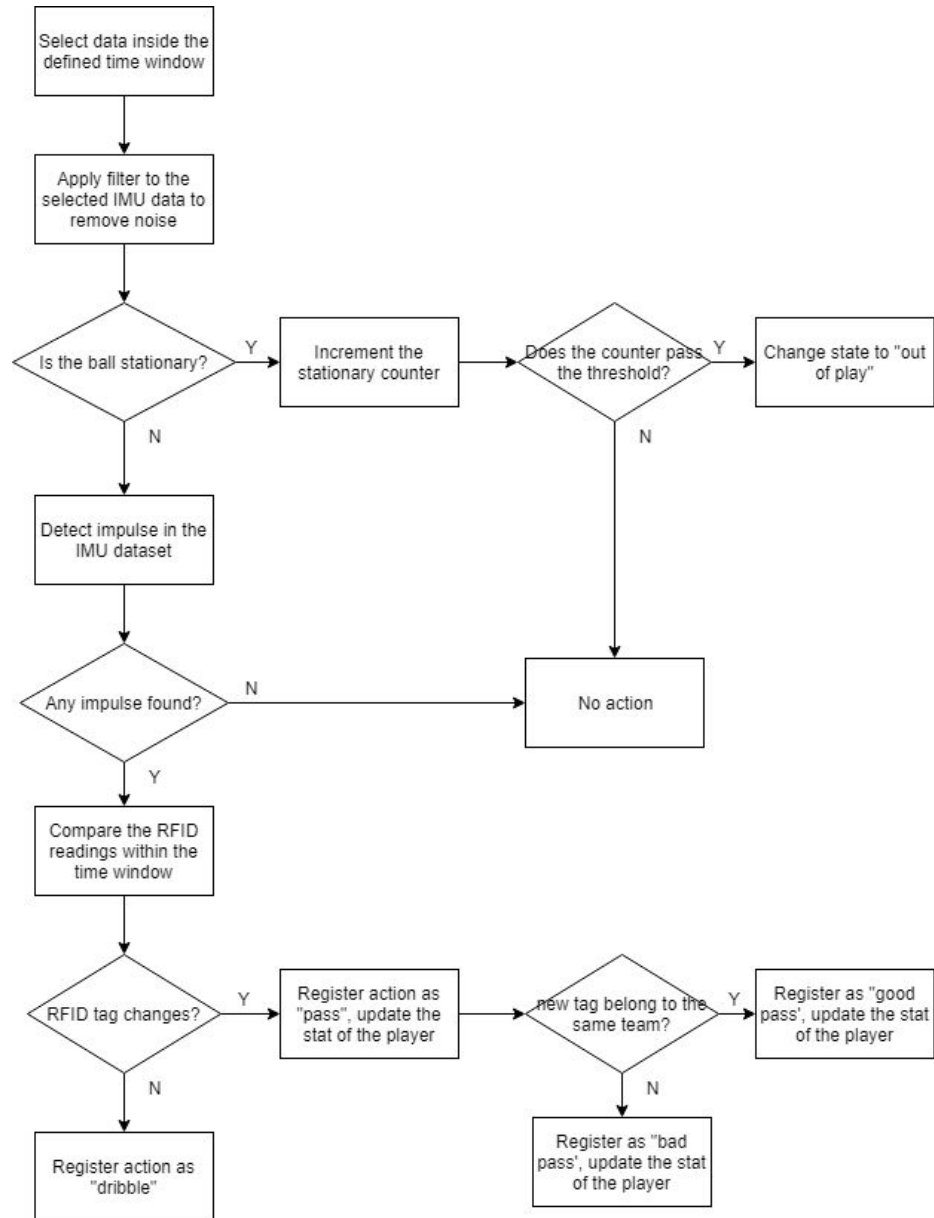 Select data inside the
defined time window
Apply filter to the
selected IMU data to
remove noise
Is the ball stationary?
Y
Increment the
stationary counter
Does the counter pass
the threshold?
Y
Change state to "out
of play"
N
N
Detect impulse in the
IMU dataset
Any impulse found?
N
No action
Y
Compare the RFID
readings within the
time window
RFID tag changes?
Y
Register action as
"pass", update the
stat of the player
new tag belong to the
same team?
Y
Register as "good
pass', update the stat
of the player
N
N
Register action as
"dribble"
Register as "bad
pass', update the stat
of the player